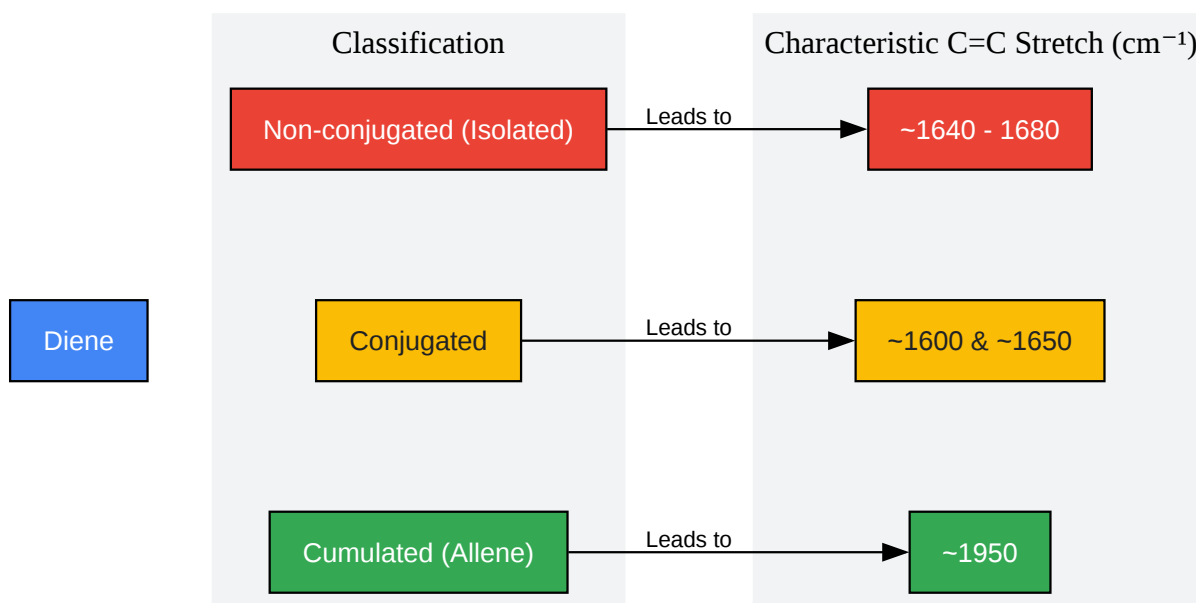 Classification
Characteristic C=C Stretch (cm⁻¹)
Non-conjugated (Isolated)
Leads to
~1640 - 1680
Diene
Conjugated
Leads to
~1600 & ~1650
Cumulated (Allene)
Leads to
~1950